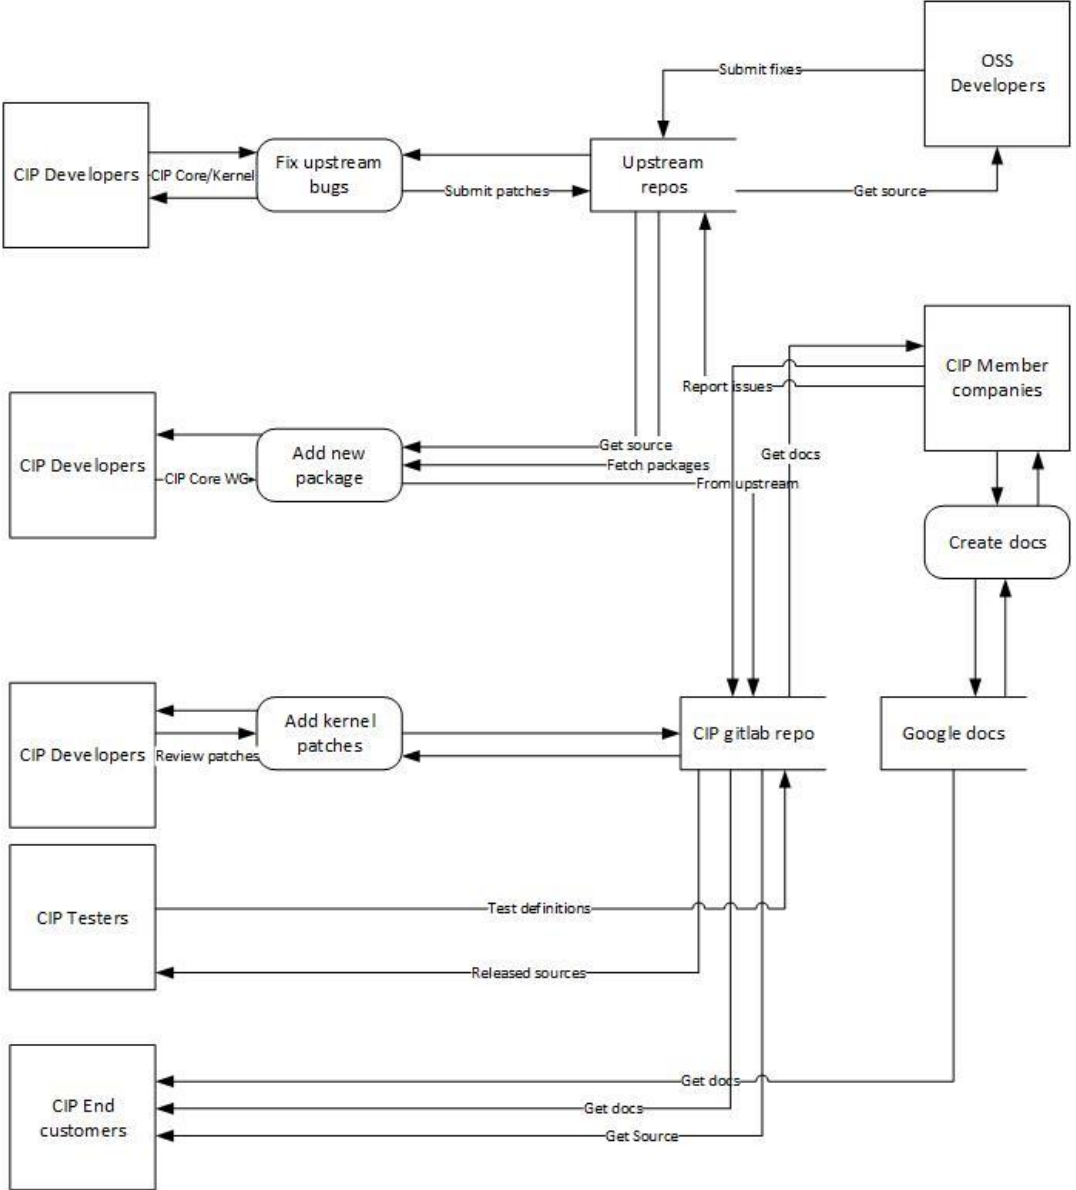 OSS
Developers
Submit fixes
CIP Developers
CIP Core/Kernel
Fix upstream
bugs
Submit patches
Upstream
repos
Get source
CIP Member
companies
Report issues
Get docs
CIP Developers
CIP Core WG
Add new
package
Get source
Fetch packages
From upstream
Create docs
CIP Developers
Review patches
Add kernel
patches
CIP gitlab repo
Google docs
CIP Testers
Test definitions
Released sources
CIP End
customers
Get docs
Get docs
Get Source